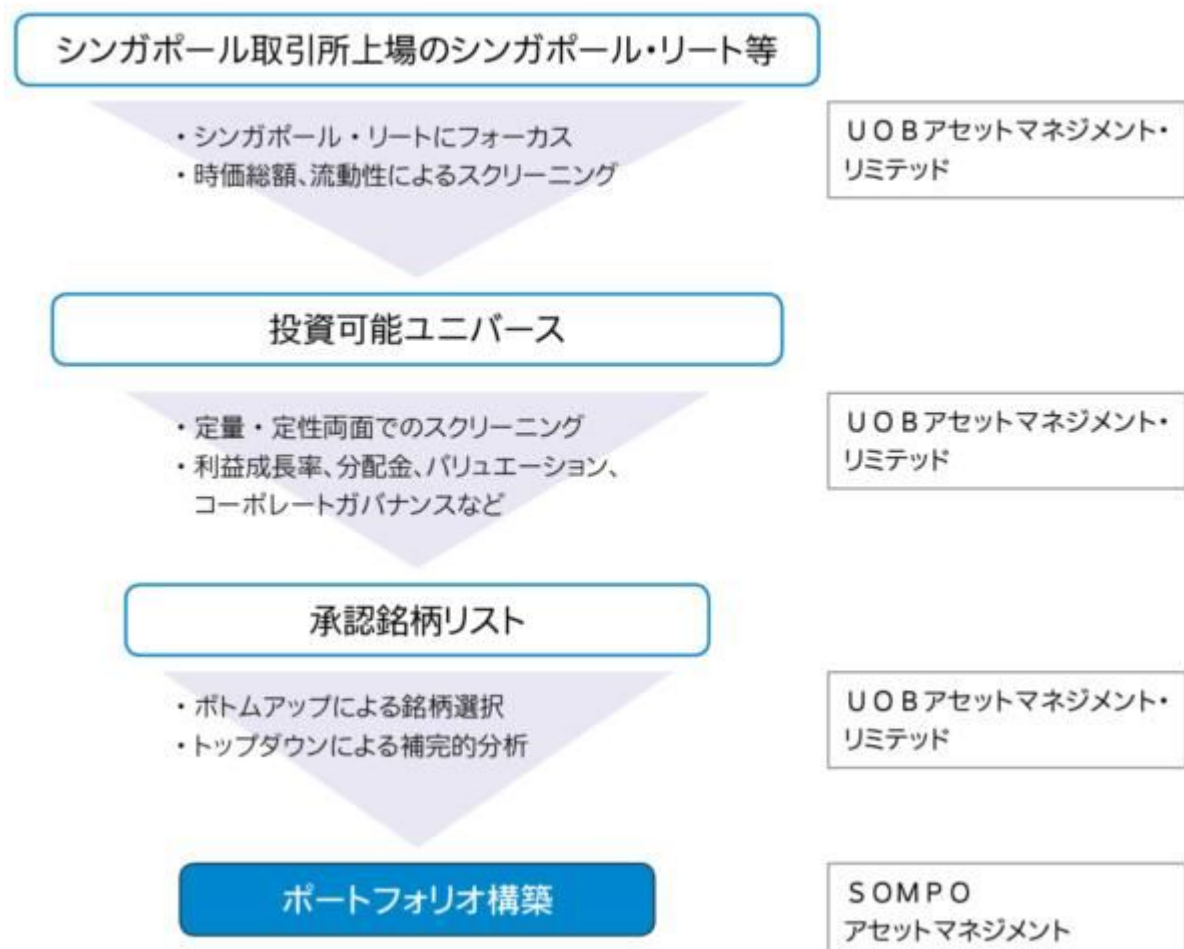 シンガポール取引所上場のシンガポール・リート等
・シンガポール・リートにフォーカス
・時価総額、流動性によるスクリーニング
UOBアセットマネジメント・
リミテッド
投資可能ユニバース
・定量・定性両面でのスクリーニング
・利益成長率、分配金、バリュエーション、
コーポレートガバナンスなど
UOBアセットマネジメント・
リミテッド
承認銘柄リスト
・ボトムアップによる銘柄選択
・トップダウンによる補完的分析
UOBアセットマネジメント・
リミテッド
ポートフォリオ構築
SOMPO
アセットマネジメント